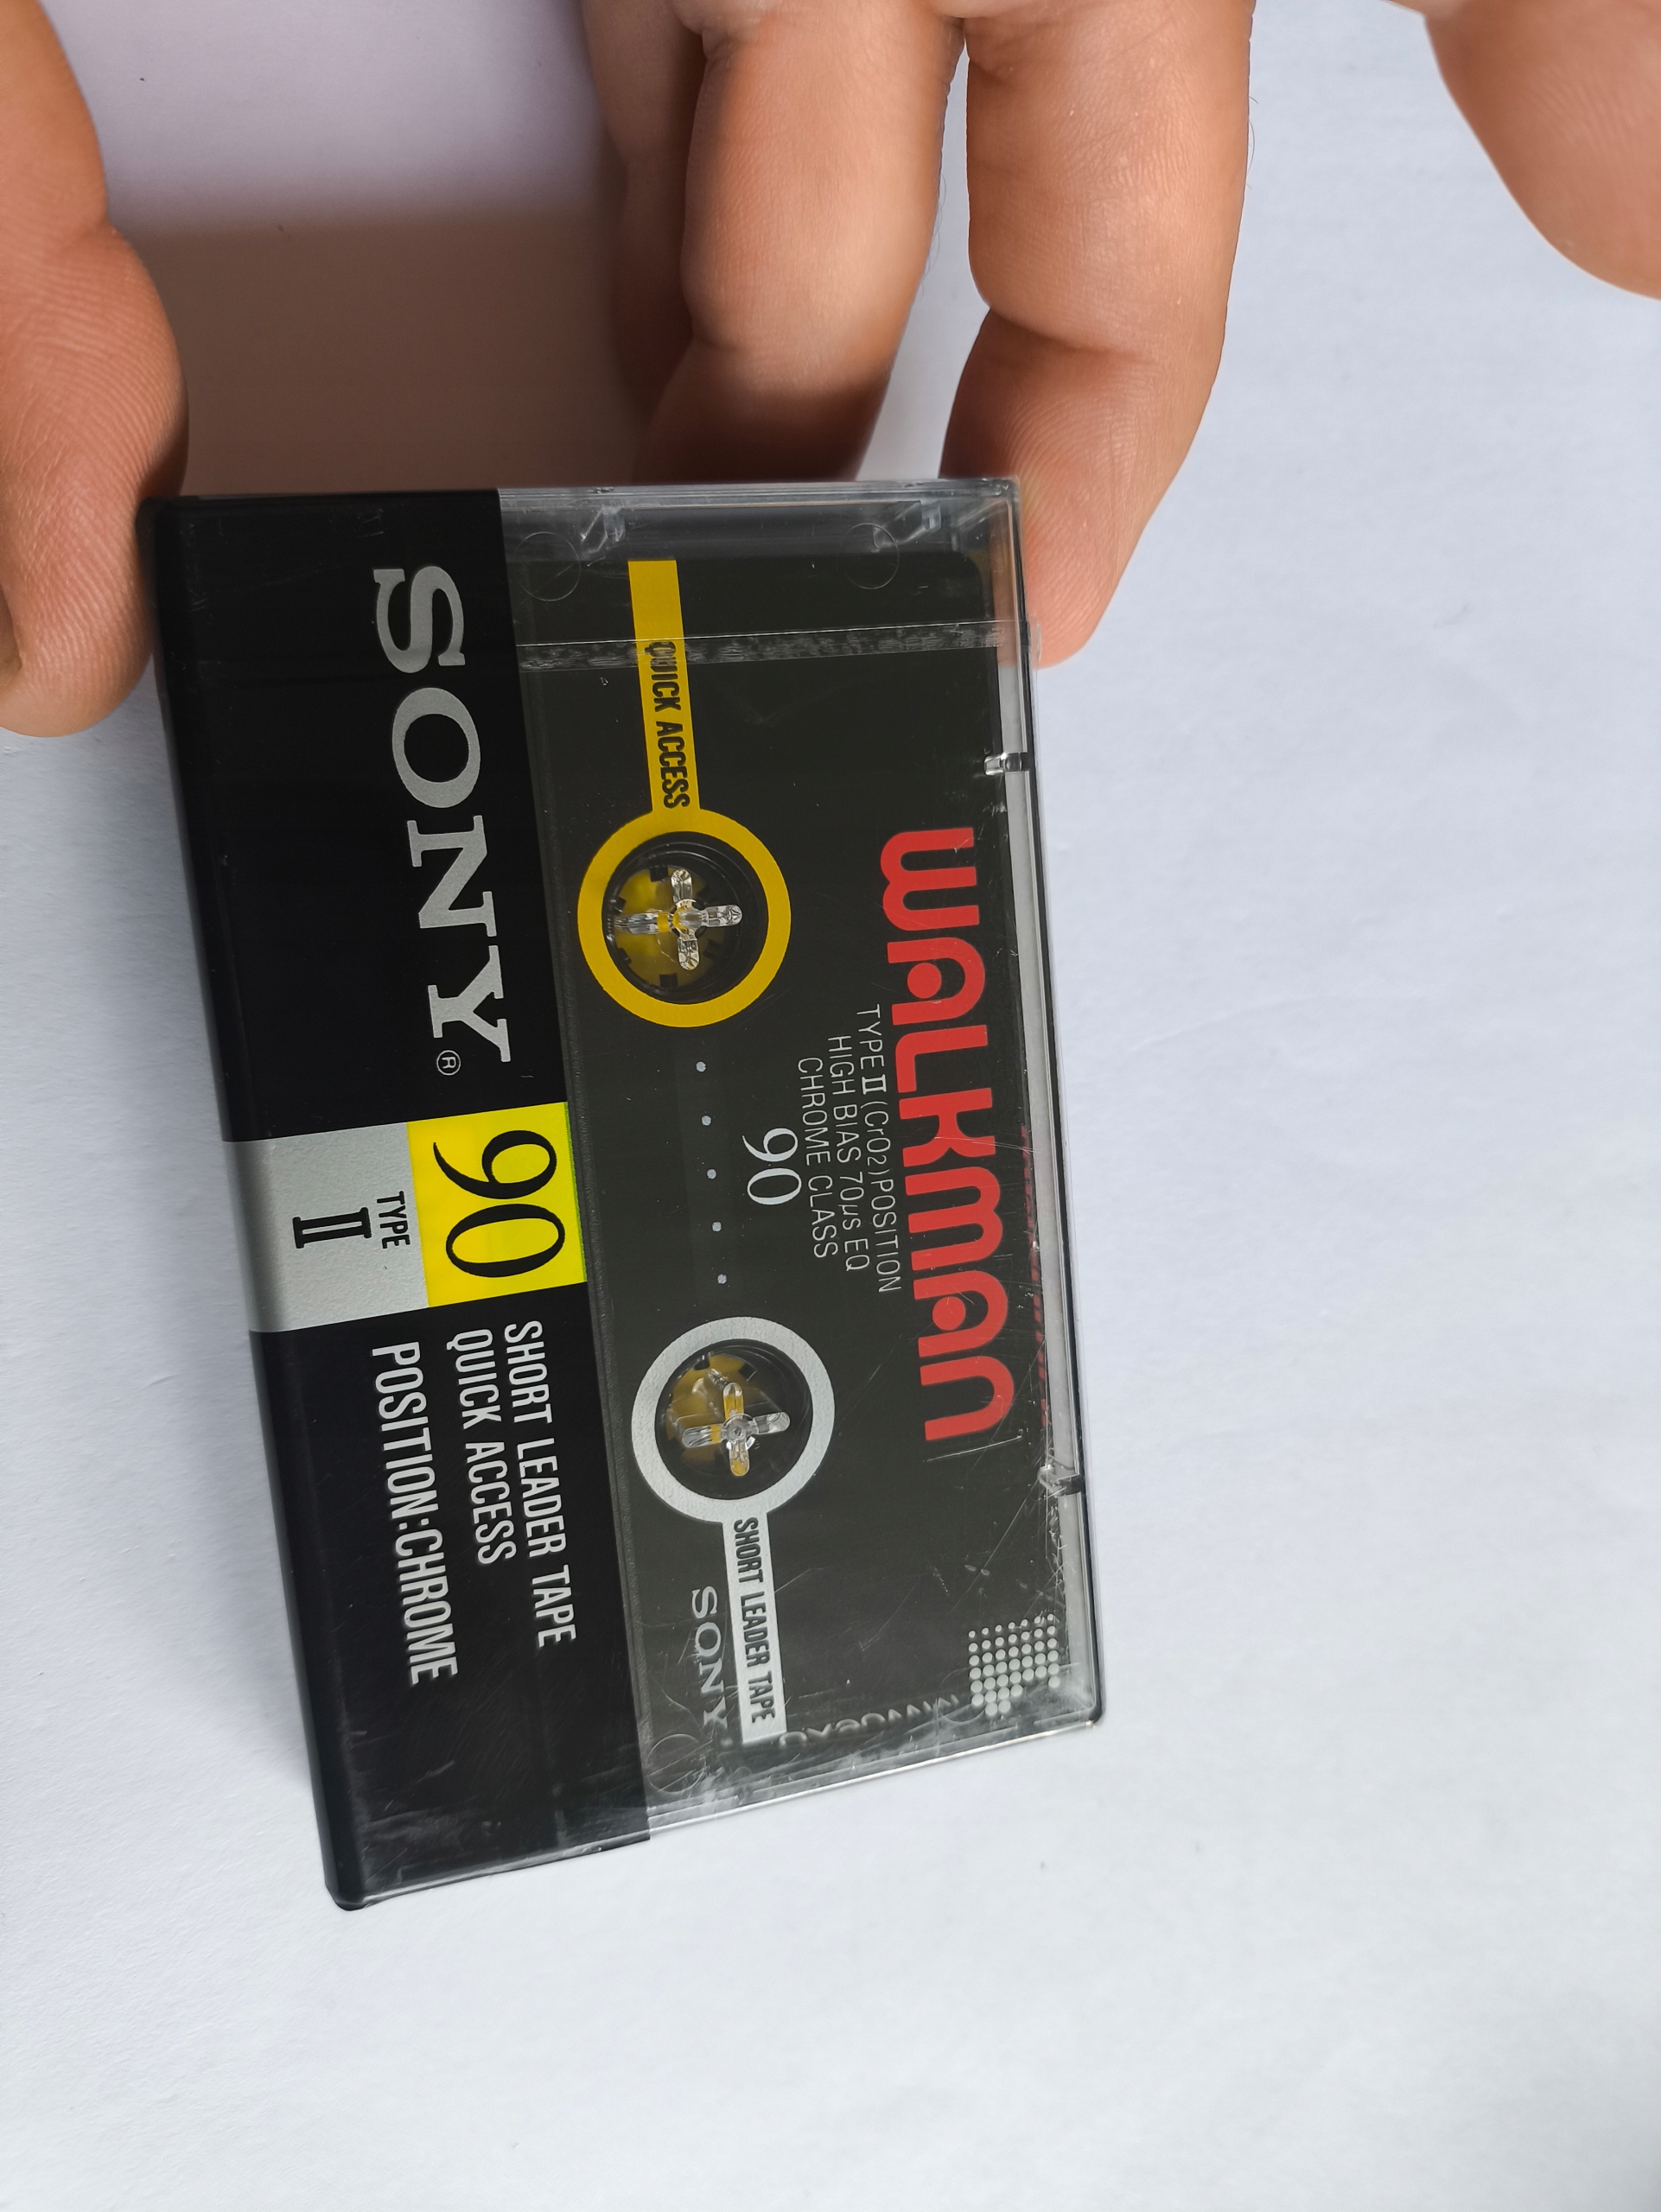 WALKMAN
TYPE II (CrO2) POSITION
HIGH BIAS 70μs EQ
CHROME CLASS
90
QUICK ACCESS
SHORT LEADER TAPE
SONY
SONY®
90
TYPE
II
SHORT LEADER TAPE
QUICK ACCESS
POSITION:CHROME